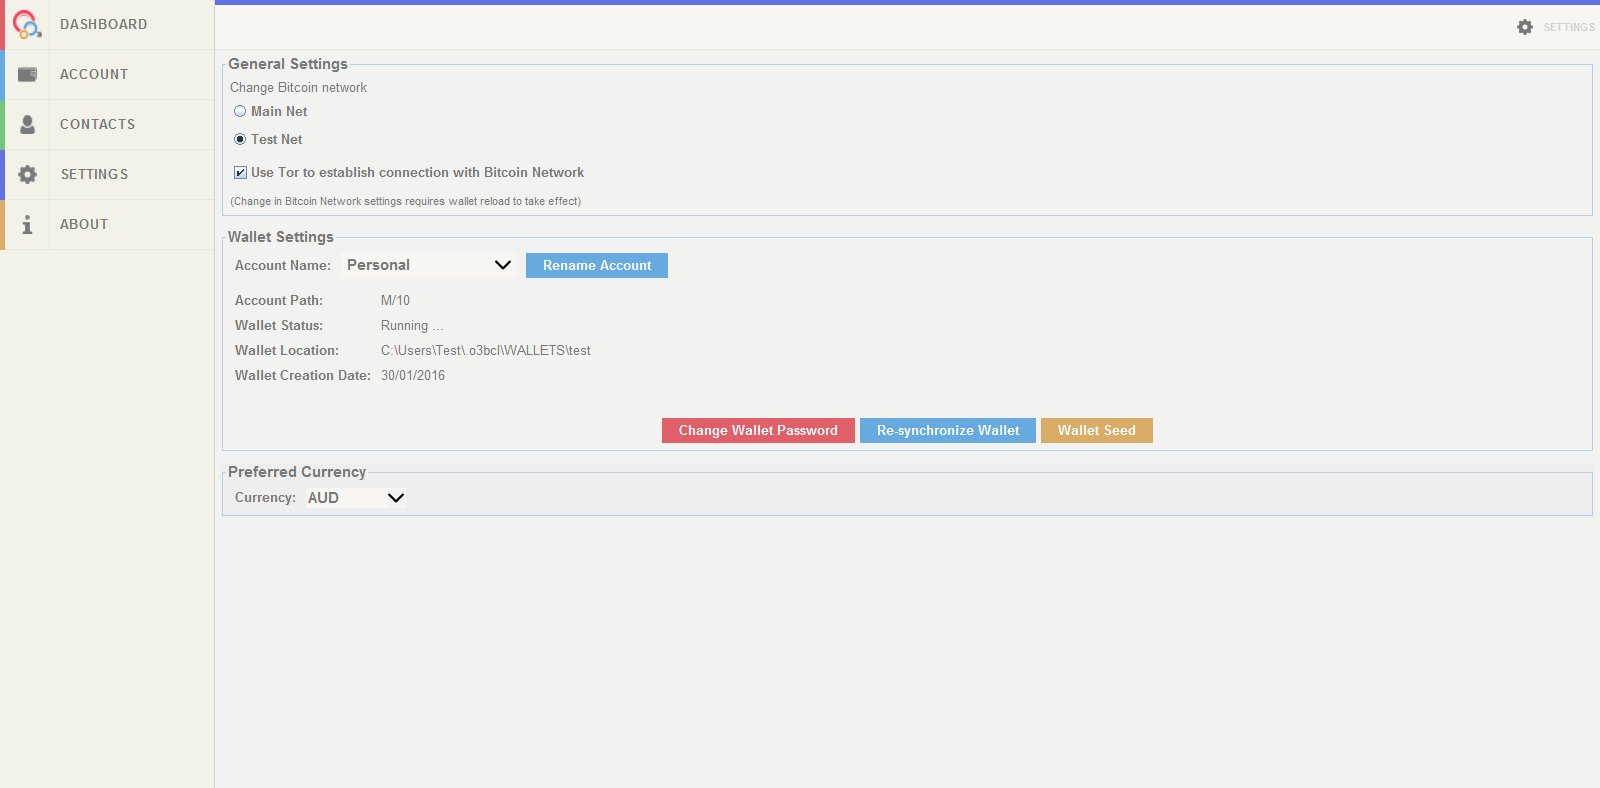 DASHBOARD
ACCOUNT
CONTACTS
SETTINGS
ABOUT
SETTINGS
General Settings
Change Bitcoin network
Main Net
Test Net
Use Tor to establish connection with Bitcoin Network
(Change in Bitcoin Network settings requires wallet reload to take effect)
Wallet Settings
Account Name: Personal Rename Account
Account Path: M/10
Wallet Status: Running ...
Wallet Location: C:\Users\Test\.o3bcl\WALLETS\test
Wallet Creation Date: 30/01/2016
Change Wallet Password Re-synchronize Wallet Wallet Seed
Preferred Currency
Currency: AUD